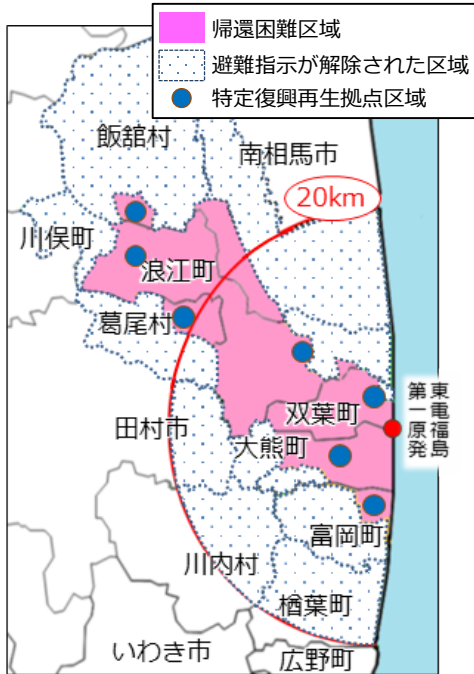 帰還困難区域
避難指示が解除された区域
特定復興再生拠点区域
飯舘村
南相馬市
20km
川俣町
浪江町
葛尾村
双葉町
東電福島
第一原発
田村市
大熊町
富岡町
川内村
楢葉町
いわき市
広野町